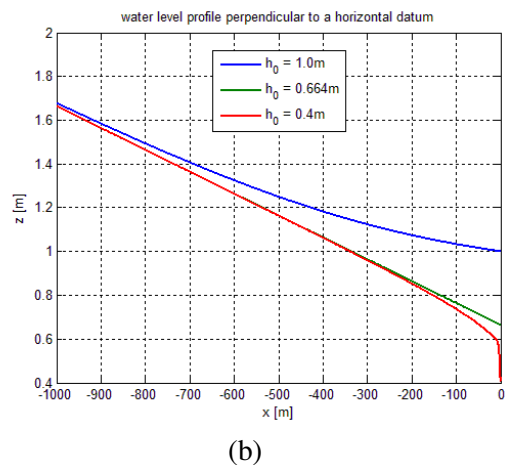 water level profile perpendicular to a horizontal datum
h₀ = 1.0m
h₀ = 0.664m
h₀ = 0.4m
z [m]
2
1.8
1.6
1.4
1.2
1
0.8
0.6
0.4
-1000 -900 -800 -700 -600 -500 -400 -300 -200 -100 0
x [m]
(b)